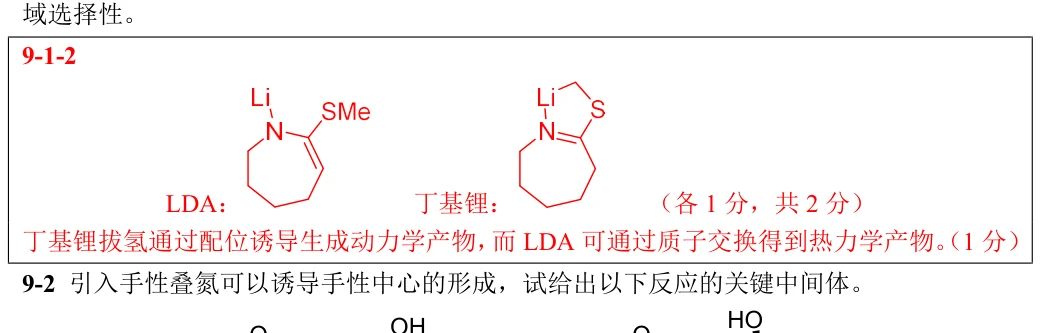 域选择性。
9-1-2
Li
SMe
N
Li
S
N
LDA： 丁基锂： （各 1 分，共 2 分）
丁基锂拔氢通过配位诱导生成动力学产物，而 LDA 可通过质子交换得到热力学产物。（1 分）
9-2 引入手性叠氮可以诱导手性中心的形成，试给出以下反应的关键中间体。
O OH O HO